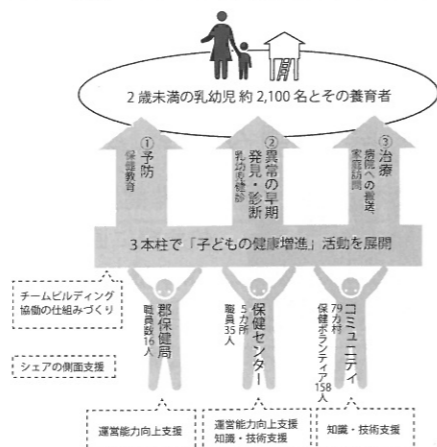 2歳未満の乳幼児 約2,100名とその養育者
①予防
保健教育
②異常の早期
発見・診断
乳幼児健診
③治療
病院への搬送、
家庭訪問
3本柱で「子どもの健康増進」活動を展開
チームビルディング
協働の仕組みづくり
シェアの側面支援
郡保健局
職員数16人
保健センター
5カ所
職員35人
コミュニティ
79カ村
保健ボランティア158人
運営能力向上支援
運営能力向上支援
知識・技術支援
知識・技術支援